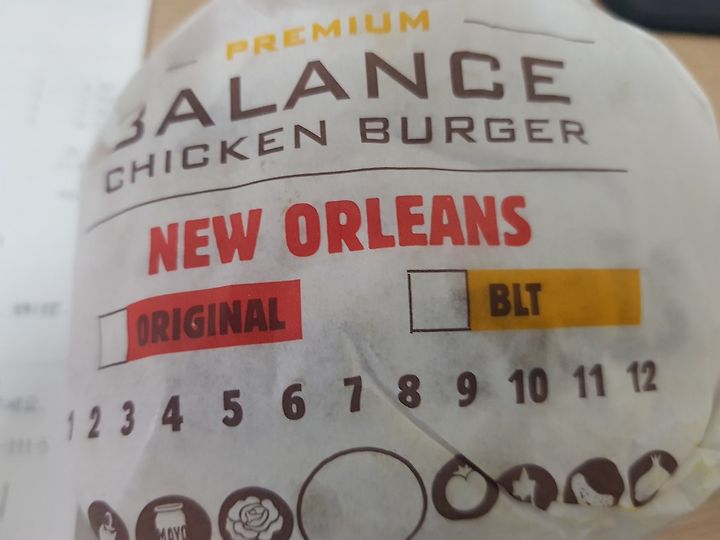 PREMIUM
BALANCE
CHICKEN BURGER
NEW ORLEANS
ORIGINAL BLT
1 2 3 4 5 6 7 8 9 10 11 12
MAYO